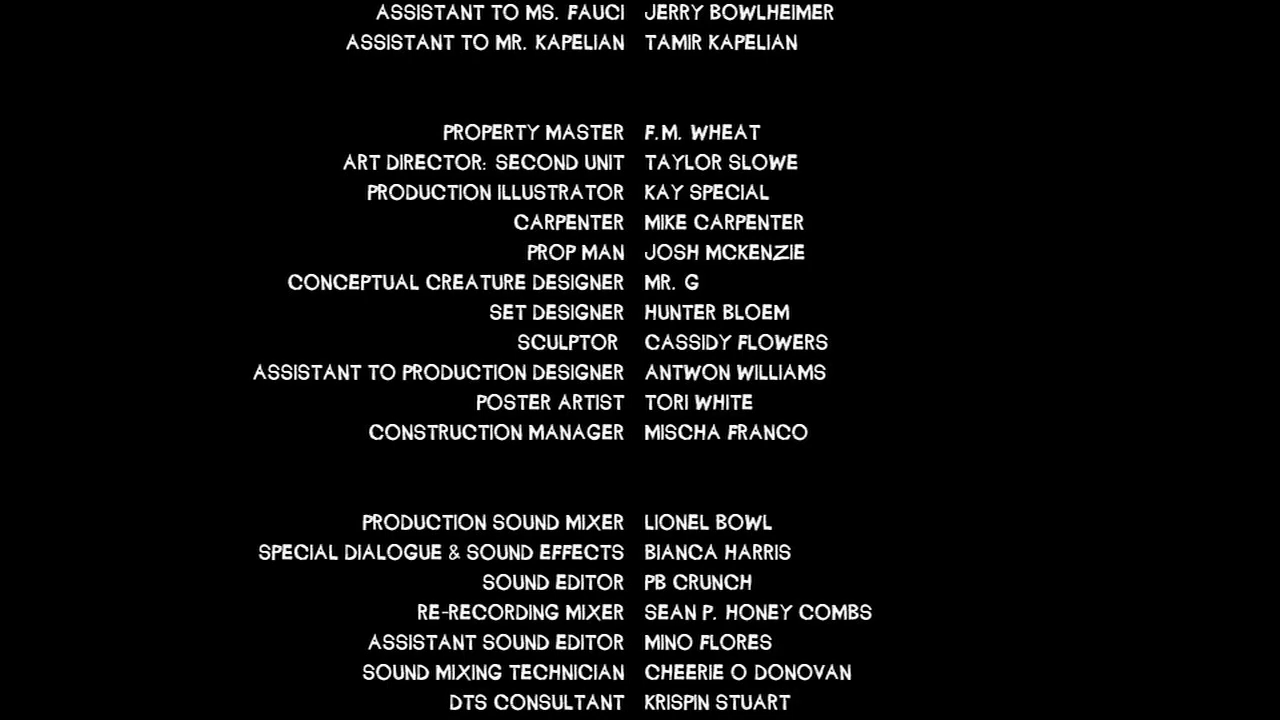 ASSISTANT TO MS. FAUCI JERRY BOWLHEIMER
ASSISTANT TO MR. KAPELIAN TAMIR KAPELIAN
PROPERTY MASTER F.M. WHEAT
ART DIRECTOR: SECOND UNIT TAYLOR SLOWE
PRODUCTION ILLUSTRATOR KAY SPECIAL
CARPENTER MIKE CARPENTER
PROP MAN JOSH MCKENZIE
CONCEPTUAL CREATURE DESIGNER MR. G
SET DESIGNER HUNTER BLOEM
SCULPTOR CASSIDY FLOWERS
ASSISTANT TO PRODUCTION DESIGNER ANTWON WILLIAMS
POSTER ARTIST TORI WHITE
CONSTRUCTION MANAGER MISCHA FRANCO
PRODUCTION SOUND MIXER LIONEL BOWL
SPECIAL DIALOGUE & SOUND EFFECTS BIANCA HARRIS
SOUND EDITOR PB CRUNCH
RE-RECORDING MIXER SEAN P. HONEY COMBS
ASSISTANT SOUND EDITOR MINO FLORES
SOUND MIXING TECHNICIAN CHEERIE O DONOVAN
DTS CONSULTANT KRISPIN STUART